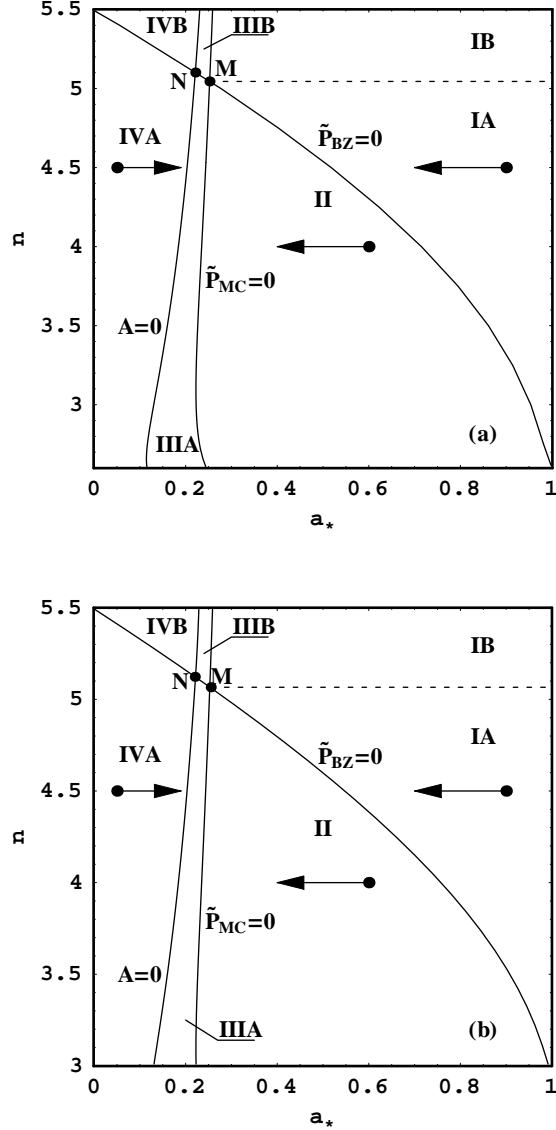 5.5
IVB
IIIB
IB
N
M
5
IVA
P̃BZ=0
IA
4.5
II
n
4
P̃MC=0
A=0
3.5
3
IIIA
(a)
0
0.2
0.4
0.6
0.8
1
a*
5.5
IVB
IIIB
IB
N
M
5
IVA
P̃BZ=0
IA
4.5
II
n
4
P̃MC=0
A=0
3.5
IIIA
(b)
3
0
0.2
0.4
0.6
0.8
1
a*